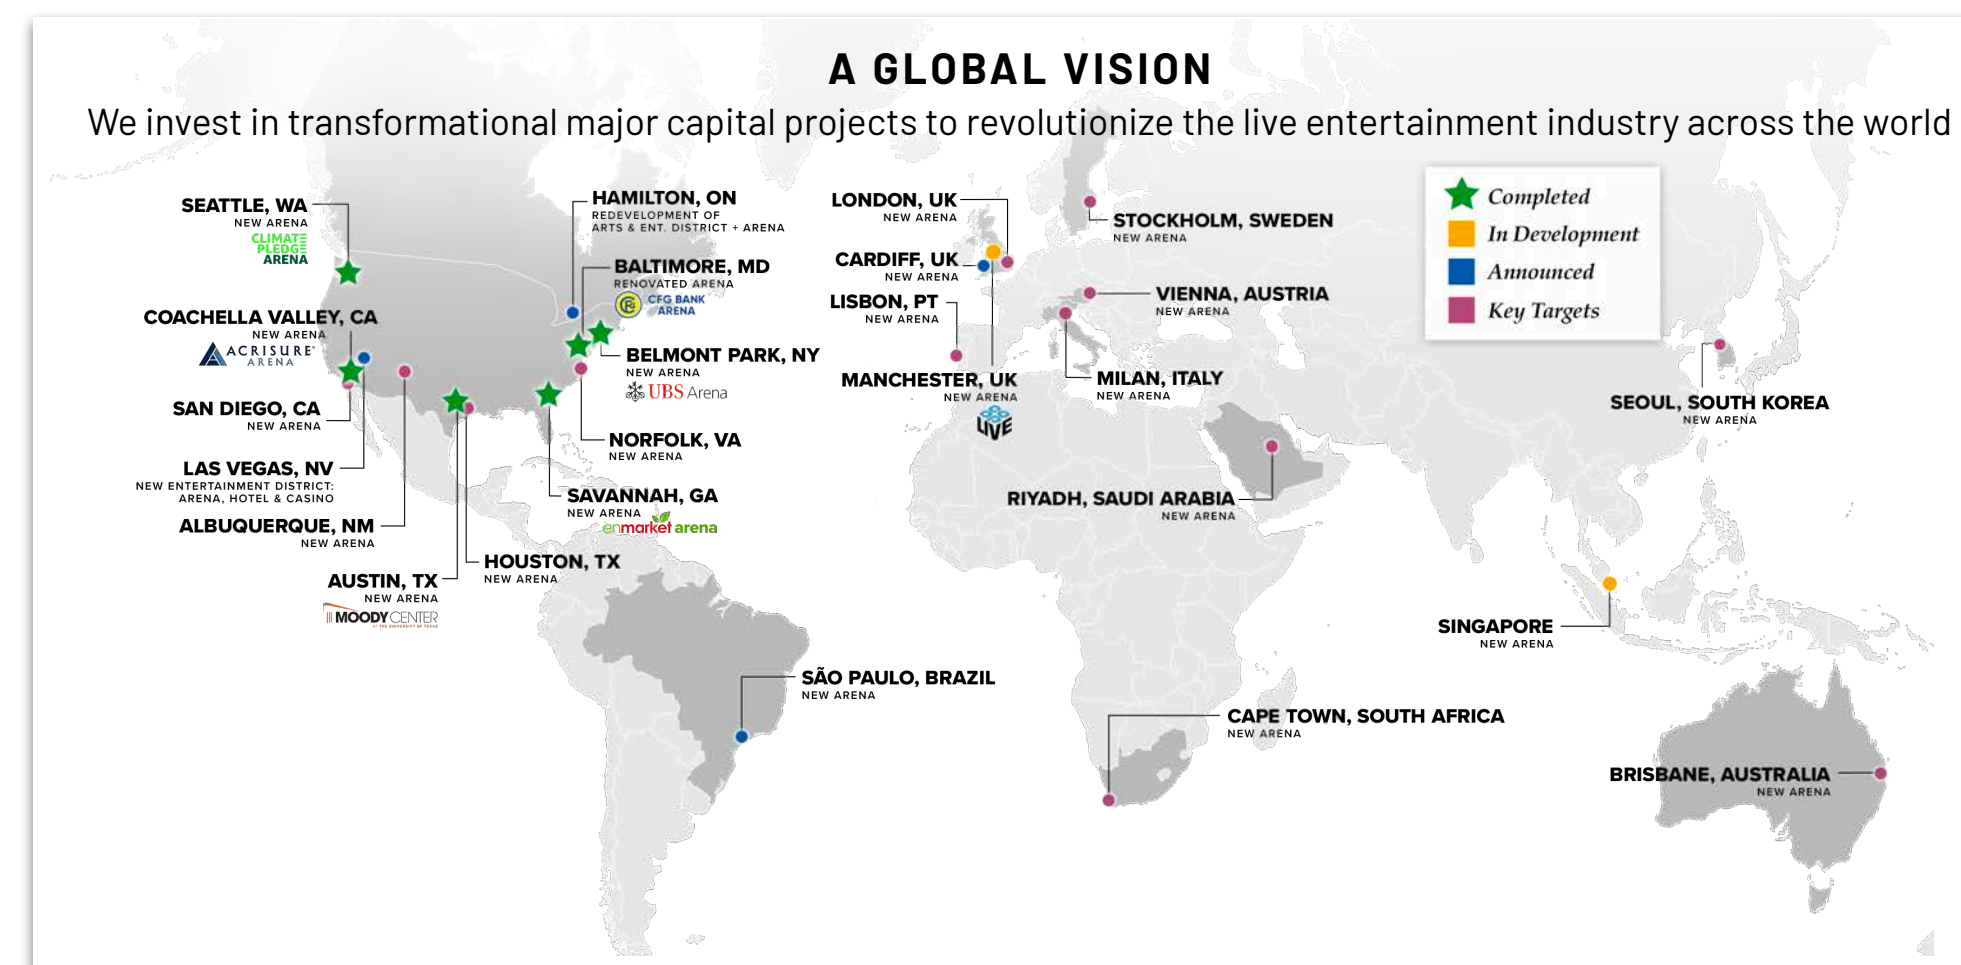 A GLOBAL VISION
We invest in transformational major capital projects to revolutionize the live entertainment industry across the world
SEATTLE, WA
NEW ARENA
CLIMATE
PLEDGE
ARENA
COACHELLA VALLEY, CA
NEW ARENA
ACRISURE
ARENA
SAN DIEGO, CA
NEW ARENA
LAS VEGAS, NV
NEW ENTERTAINMENT DISTRICT:
ARENA, HOTEL & CASINO
ALBUQUERQUE, NM
NEW ARENA
AUSTIN, TX
NEW ARENA
MOODY CENTER
AT THE UNIVERSITY OF TEXAS
HOUSTON, TX
NEW ARENA
HAMILTON, ON
REDEVELOPMENT OF
ARTS & ENT. DISTRICT + ARENA
BALTIMORE, MD
RENOVATED ARENA
CFG BANK
ARENA
BELMONT PARK, NY
NEW ARENA
UBS Arena
NORFOLK, VA
NEW ARENA
SAVANNAH, GA
NEW ARENA
enmarket arena
SÃO PAULO, BRAZIL
NEW ARENA
LONDON, UK
NEW ARENA
CARDIFF, UK
NEW ARENA
LISBON, PT
NEW ARENA
MANCHESTER, UK
NEW ARENA
LIVE
STOCKHOLM, SWEDEN
NEW ARENA
VIENNA, AUSTRIA
NEW ARENA
MILAN, ITALY
NEW ARENA
RIYADH, SAUDI ARABIA
NEW ARENA
CAPE TOWN, SOUTH AFRICA
NEW ARENA
Completed
In Development
Announced
Key Targets
SEOUL, SOUTH KOREA
NEW ARENA
SINGAPORE
NEW ARENA
BRISBANE, AUSTRALIA
NEW ARENA